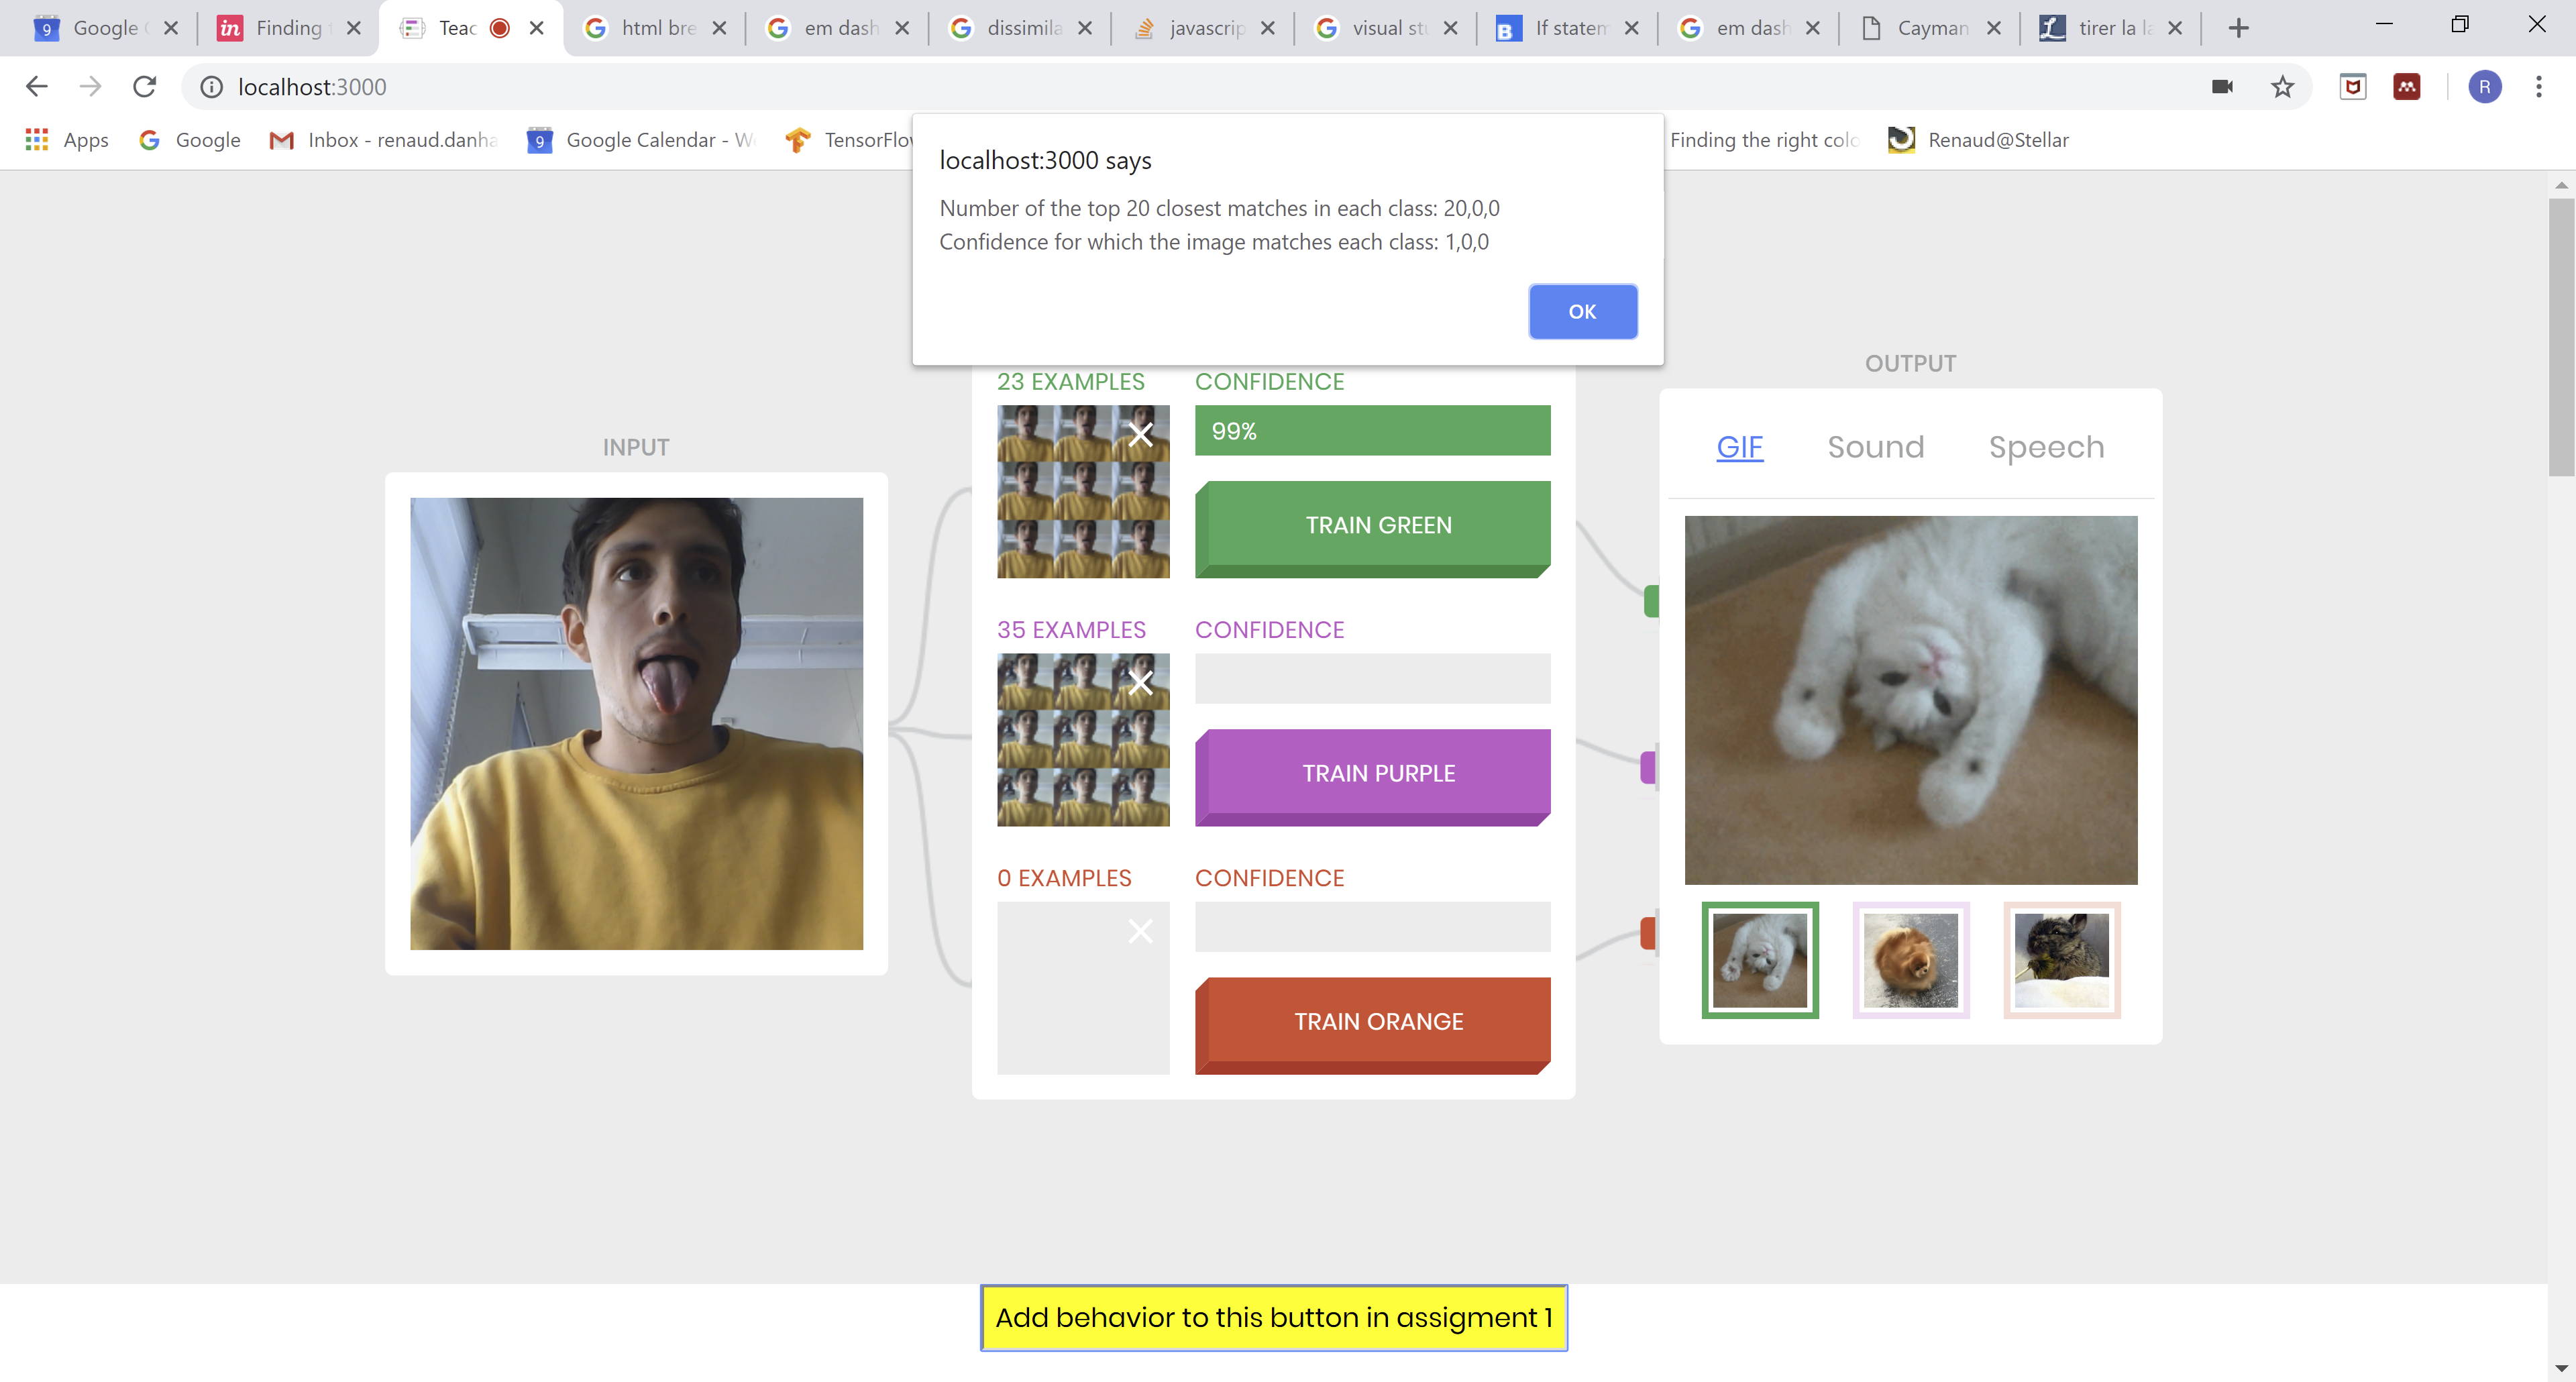 Google
Finding
Teac
html bre
em dash
dissimila
javascrip
visual stu
If statem
em dash
Cayman
tirer la la
localhost:3000
R
Apps
Google
Inbox - renaud.danha
Google Calendar - W
TensorFlow
Finding the right colo
Renaud@Stellar
localhost:3000 says
Number of the top 20 closest matches in each class: 20,0,0
Confidence for which the image matches each class: 1,0,0
OK
INPUT
23 EXAMPLES
CONFIDENCE
99%
TRAIN GREEN
35 EXAMPLES
CONFIDENCE
TRAIN PURPLE
0 EXAMPLES
CONFIDENCE
TRAIN ORANGE
OUTPUT
GIF Sound Speech
Add behavior to this button in assigment 1